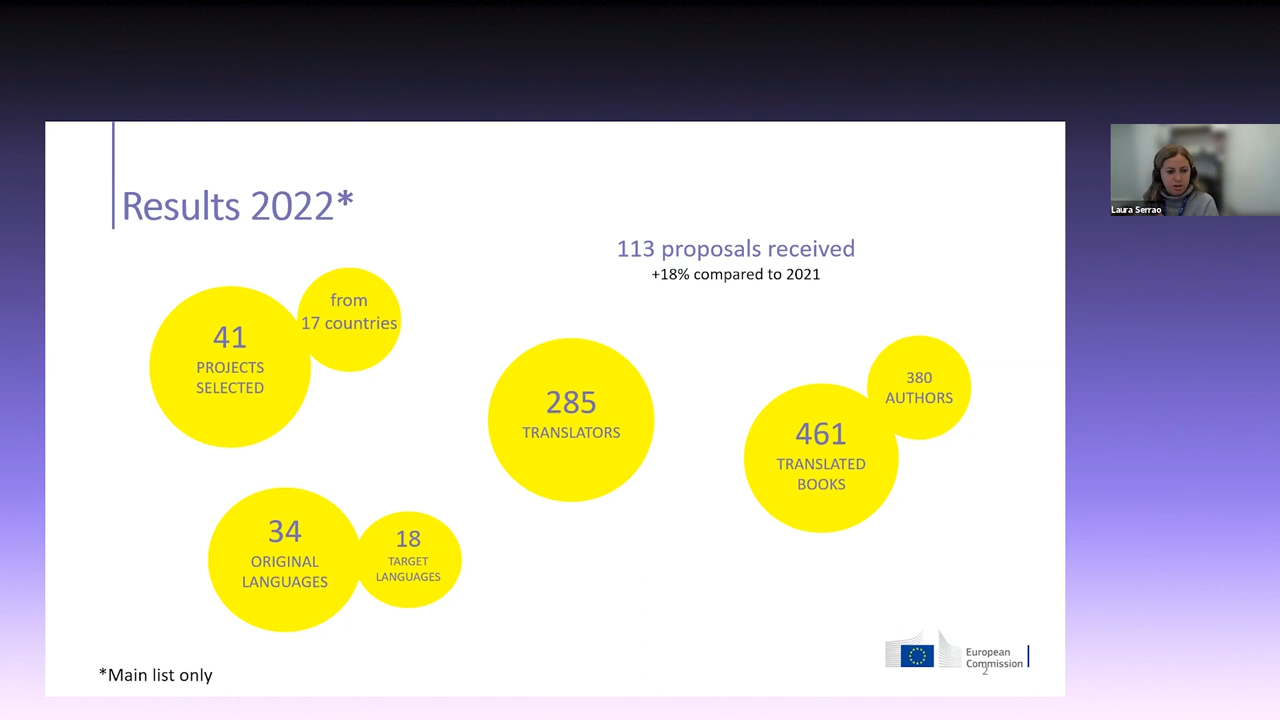 Results 2022*
113 proposals received
+18% compared to 2021
from
17 countries
41
PROJECTS
SELECTED
285
TRANSLATORS
380
AUTHORS
461
TRANSLATED
BOOKS
34
ORIGINAL
LANGUAGES
18
TARGET
LANGUAGES
*Main list only
European
Commission
2
Laura Serrao